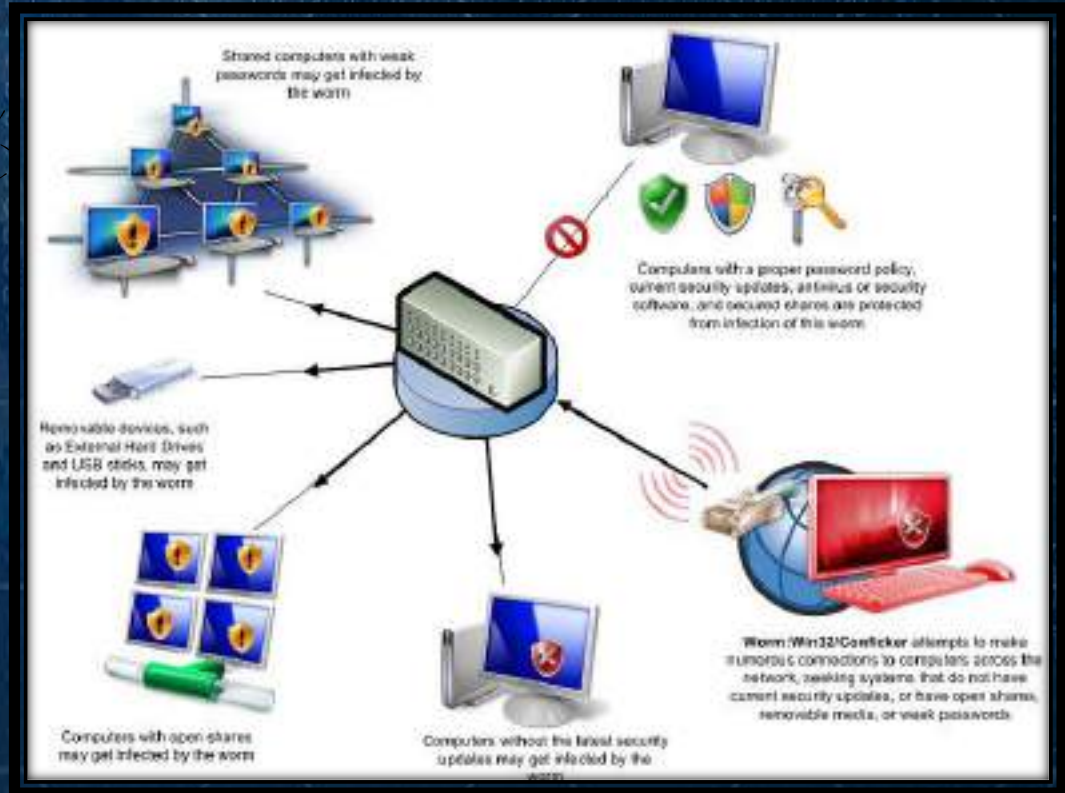 Shared computers with weak
passwords may get infected by
the worm
Computers with a proper password policy,
current security updates, antivirus or security
software, and secured shares are protected
from infection of this worm
Removable devices, such
as External Hard Drives
and USB sticks, may get
infected by the worm
Worm:Win32/Conficker attempts to make
numerous connections to computers across the
network, seeking systems that do not have
current security updates, or have open shares,
removable media, or weak passwords
Computers with open shares
may get infected by the worm
Computers without the latest security
updates may get infected by the
worm